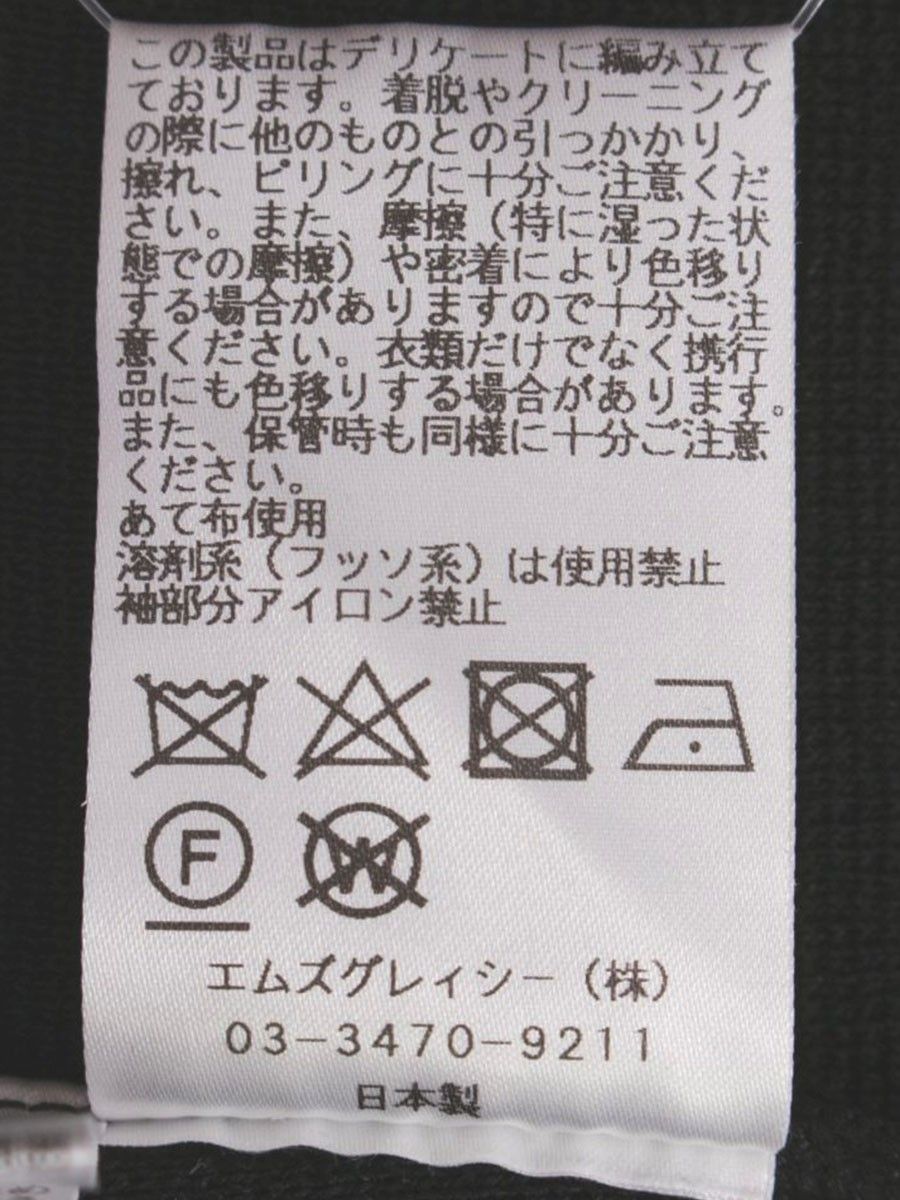 この製品はデリケートに編み立て
ております。着脱やクリーニング
の際に他のものとの引っかかり、
擦れ、ピリングに十分ご注意くだ
さい。また、摩擦（特に湿った状
態での摩擦）や密着により色移り
する場合がありますので十分ご注
意ください。衣類だけでなく携行
品にも色移りする場合があります。
また、保管時も同様に十分ご注意
ください。
あて布使用
溶剤系（フッソ系）は使用禁止
袖部分アイロン禁止
F W
エムズグレイシー（株）
03-3470-9211
日本製